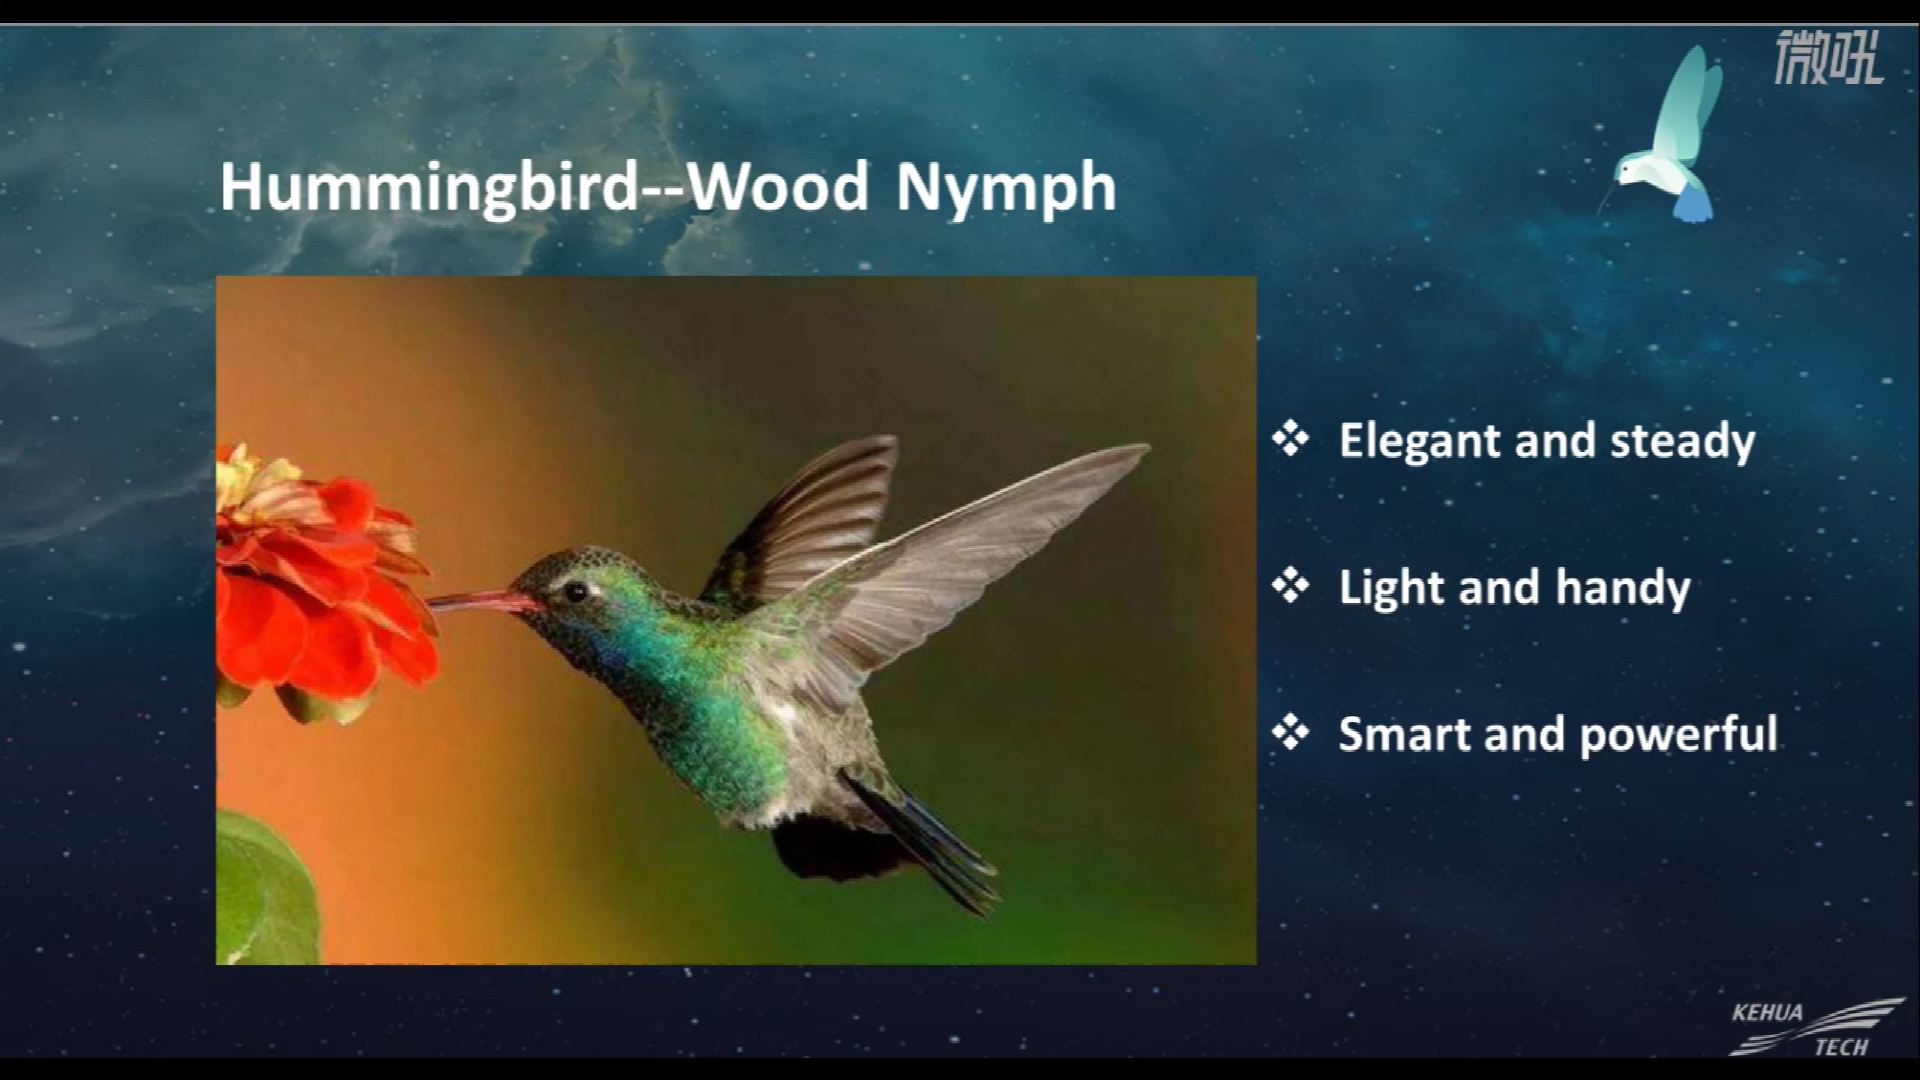 微吼
Hummingbird--Wood Nymph
❖ Elegant and steady
❖ Light and handy
❖ Smart and powerful
KEHUA
TECH